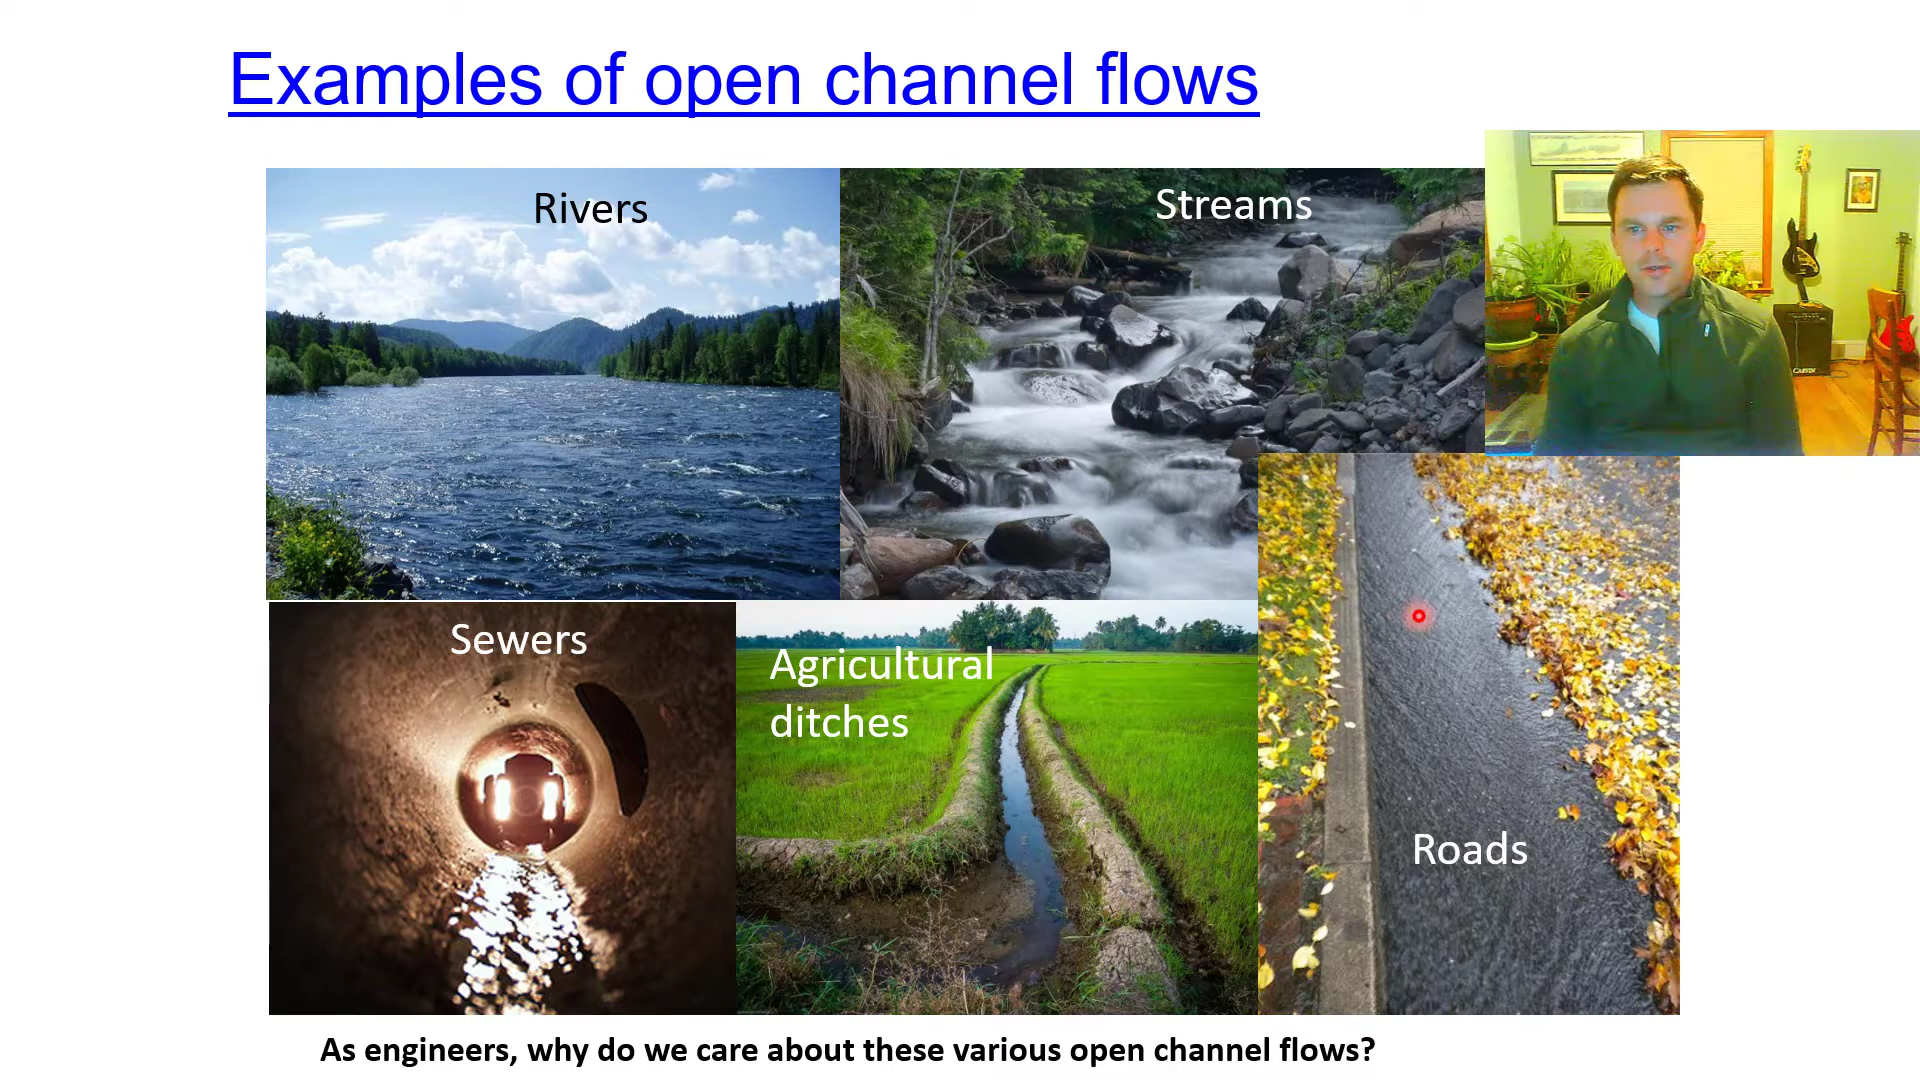 Examples of open channel flows
Rivers
Streams
Sewers
Agricultural
ditches
Roads
CARVIN
As engineers, why do we care about these various open channel flows?